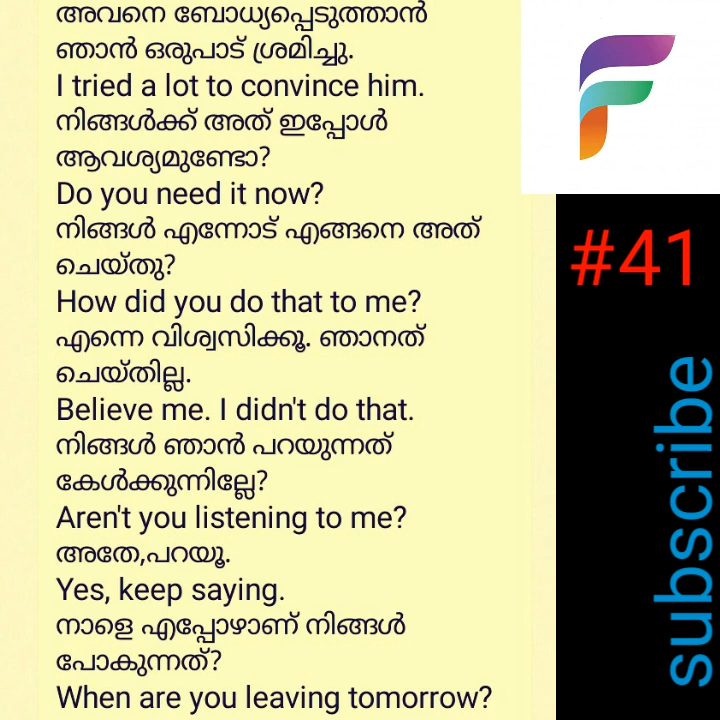 അവനെ ബോധ്യപ്പെടുത്താൻ
ഞാൻ ഒരുപാട് ശ്രമിച്ചു.
I tried a lot to convince him.
നിങ്ങൾക്ക് അത് ഇപ്പോൾ
ആവശ്യമുണ്ടോ?
Do you need it now?
നിങ്ങൾ എന്നോട് എങ്ങനെ അത്
ചെയ്തു?
How did you do that to me?
എന്നെ വിശ്വസിക്കൂ. ഞാനത്
ചെയ്തില്ല.
Believe me. I didn't do that.
നിങ്ങൾ ഞാൻ പറയുന്നത്
കേൾക്കുന്നില്ലേ?
Aren't you listening to me?
അതേ,പറയൂ.
Yes, keep saying.
നാളെ എപ്പോഴാണ് നിങ്ങൾ
പോകുന്നത്?
When are you leaving tomorrow?
F
#41
subscribe